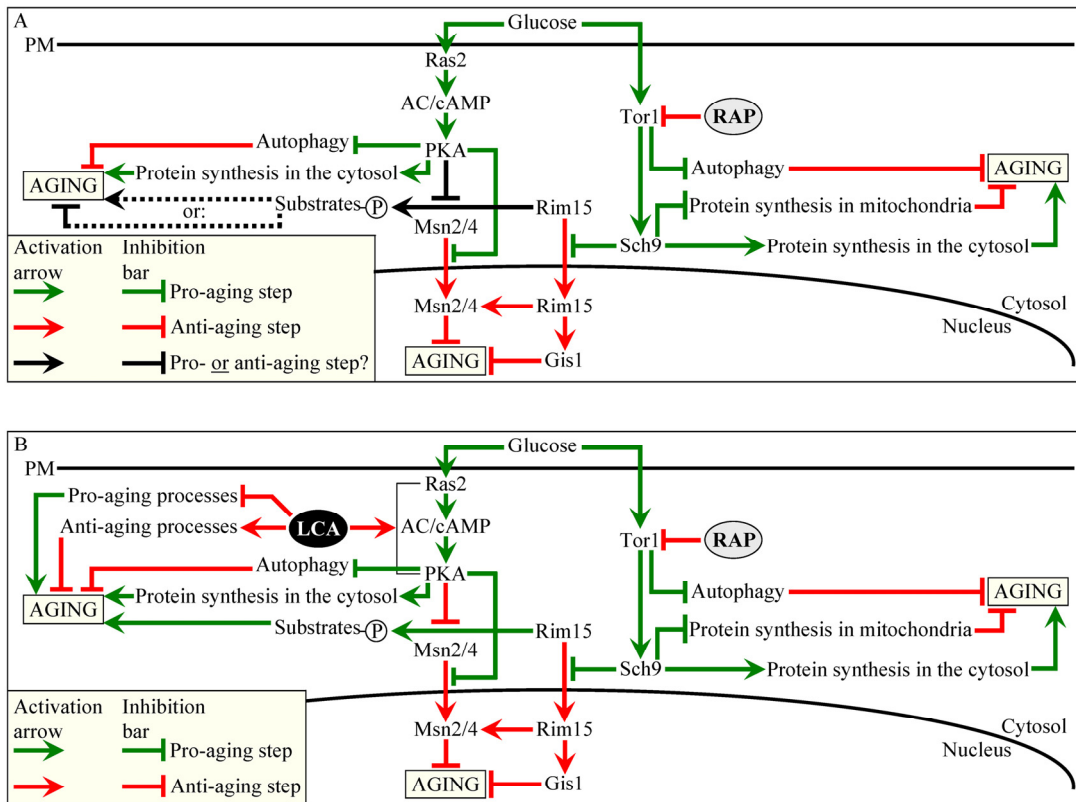 A
Glucose
PM
Ras2
AC/cAMP
Tor1
RAP
Autophagy
PKA
Autophagy
AGING
Protein synthesis in the cytosol
AGING
or:
Substrates
P
Rim15
Protein synthesis in mitochondria
Msn2/4
Sch9
Protein synthesis in the cytosol
Activation arrow
Inhibition bar
Pro-aging step
Anti-aging step
Pro- or anti-aging step?
Msn2/4
Rim15
Cytosol
Nucleus
AGING
Gis1
B
Glucose
PM
Ras2
Pro-aging processes
Anti-aging processes
LCA
AC/cAMP
Tor1
RAP
Autophagy
PKA
Autophagy
AGING
Protein synthesis in the cytosol
AGING
Substrates
P
Rim15
Protein synthesis in mitochondria
Msn2/4
Sch9
Protein synthesis in the cytosol
Activation arrow
Inhibition bar
Pro-aging step
Anti-aging step
Msn2/4
Rim15
Cytosol
Nucleus
AGING
Gis1